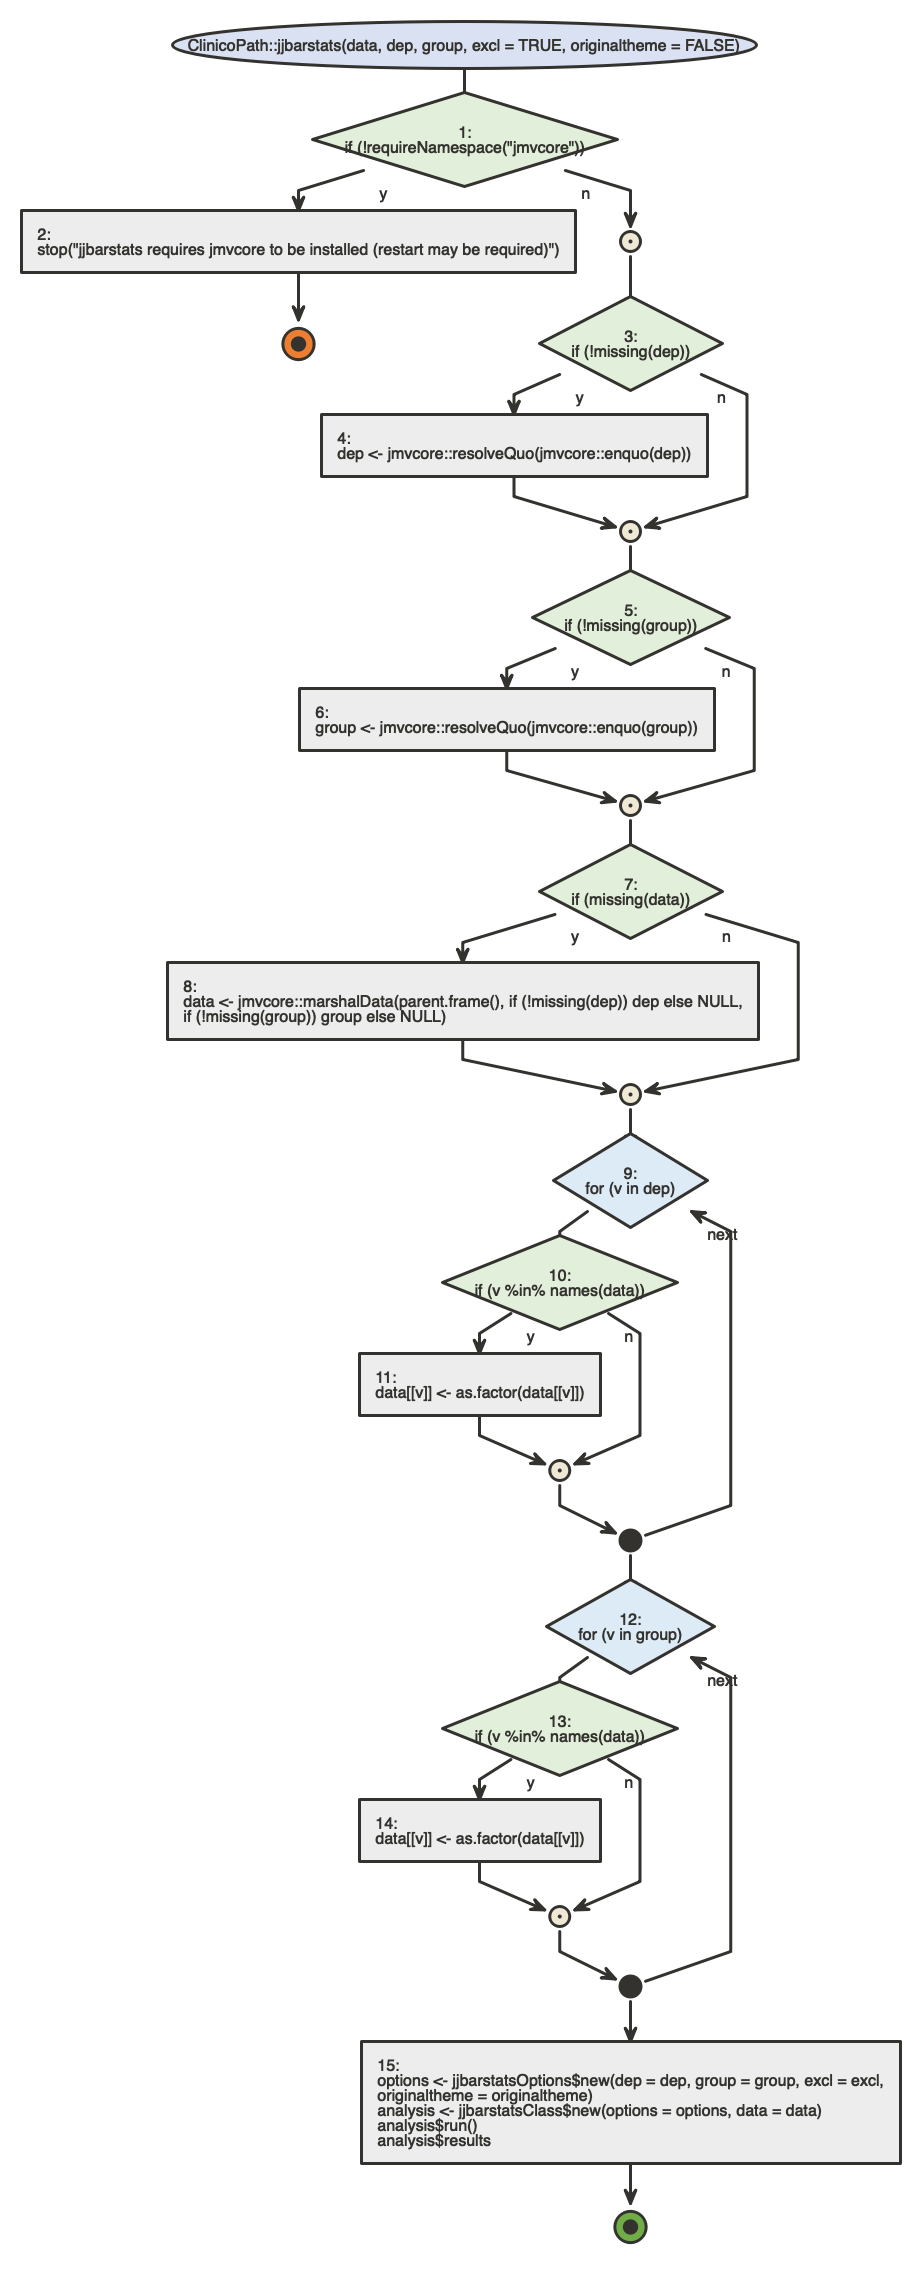 ClinicoPath::jjbarstats(data, dep, group, excl = TRUE, originaltheme = FALSE)
1:
if (!requireNamespace("jmvcore"))
y
n
2:
stop("jjbarstats requires jmvcore to be installed (restart may be required)")
3:
if (!missing(dep))
y
n
4:
dep <- jmvcore::resolveQuo(jmvcore::enquo(dep))
5:
if (!missing(group))
y
n
6:
group <- jmvcore::resolveQuo(jmvcore::enquo(group))
7:
if (missing(data))
y
n
8:
data <- jmvcore::marshalData(parent.frame(), if (!missing(dep)) dep else NULL,
if (!missing(group)) group else NULL)
9:
for (v in dep)
next
10:
if (v %in% names(data))
y
n
11:
data[[v]] <- as.factor(data[[v]])
12:
for (v in group)
next
13:
if (v %in% names(data))
y
n
14:
data[[v]] <- as.factor(data[[v]])
15:
options <- jjbarstatsOptions$new(dep = dep, group = group, excl = excl,
originaltheme = originaltheme)
analysis <- jjbarstatsClass$new(options = options, data = data)
analysis$run()
analysis$results